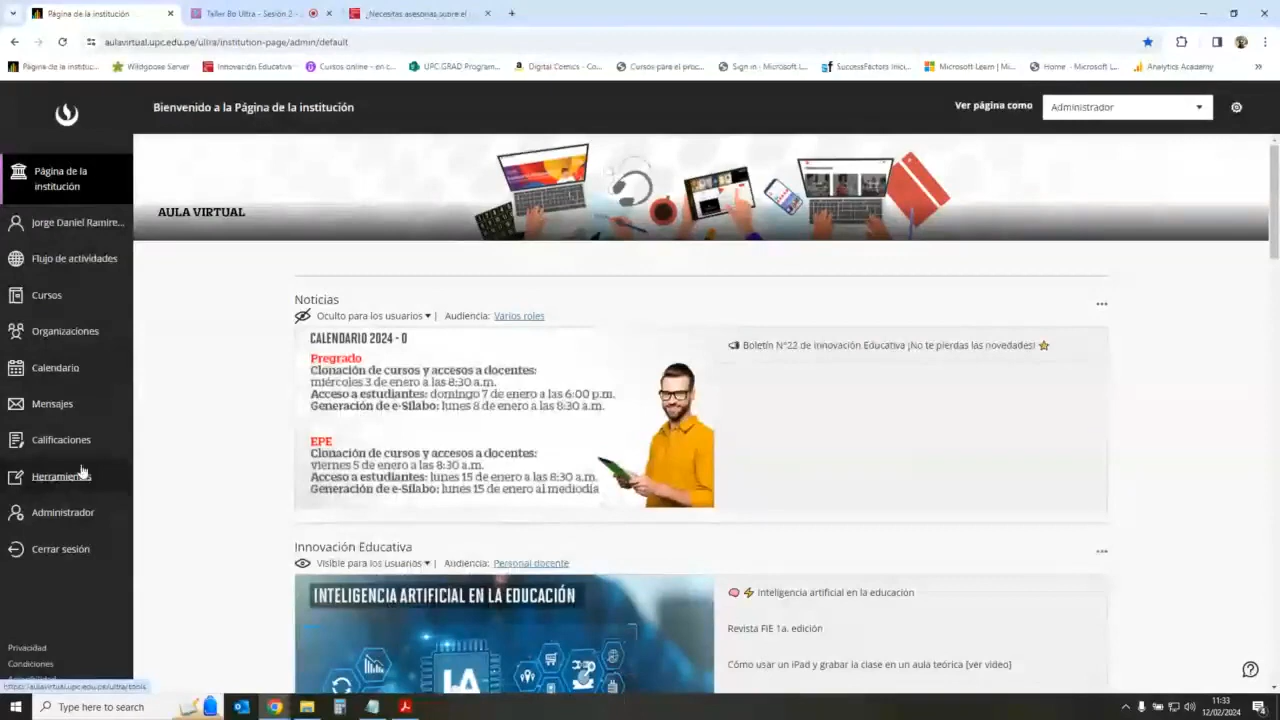 Página de la institución
Taller Bb Ultra - Sesión 2 -
¿Necesitas asesorías sobre el
aulavirtual.upc.edu.pe/ultra/institution-page/admin/default
Página de la instituc...
Wildgoose Server
Innovación Educativa
Cursos online - en c...
UPC.GRAD Program...
Digital Comics - Co...
Cursos para el proc...
Sign in - Microsoft L...
SuccessFactors Inici...
Microsoft Learn | Mi...
Home - Microsoft L...
Analytics Academy
»
Bienvenido a la Página de la institución
Ver página como
Administrador
Página de la
institución
Jorge Daniel Ramire...
Flujo de actividades
Cursos
Organizaciones
Calendario
Mensajes
Calificaciones
Herramientas
Administrador
Cerrar sesión
Privacidad
Condiciones
AULA VIRTUAL
Noticias
Oculto para los usuarios | Audiencia: Varios roles
CALENDARIO 2024 - 0
Pregrado
Clonación de cursos y accesos a docentes:
miércoles 3 de enero a las 8:30 a.m.
Acceso a estudiantes: domingo 7 de enero a las 6:00 p.m.
Generación de e-Sílabo: lunes 8 de enero a las 8:30 a.m.
EPE
Clonación de cursos y accesos a docentes:
viernes 5 de enero a las 8:30 a.m.
Acceso a estudiantes: lunes 15 de enero a las 8:30 a.m.
Generación de e-Sílabo: lunes 15 de enero al mediodía
Boletín N°22 de Innovación Educativa ¡No te pierdas las novedades!
Innovación Educativa
Visible para los usuarios | Audiencia: Personal docente
INTELIGENCIA ARTIFICIAL EN LA EDUCACIÓN
IA
Inteligencia artificial en la educación
Revista FIE 1a. edición
Cómo usar un iPad y grabar la clase en un aula teórica [ver video]
Type here to search
11:33
12/02/2024
4